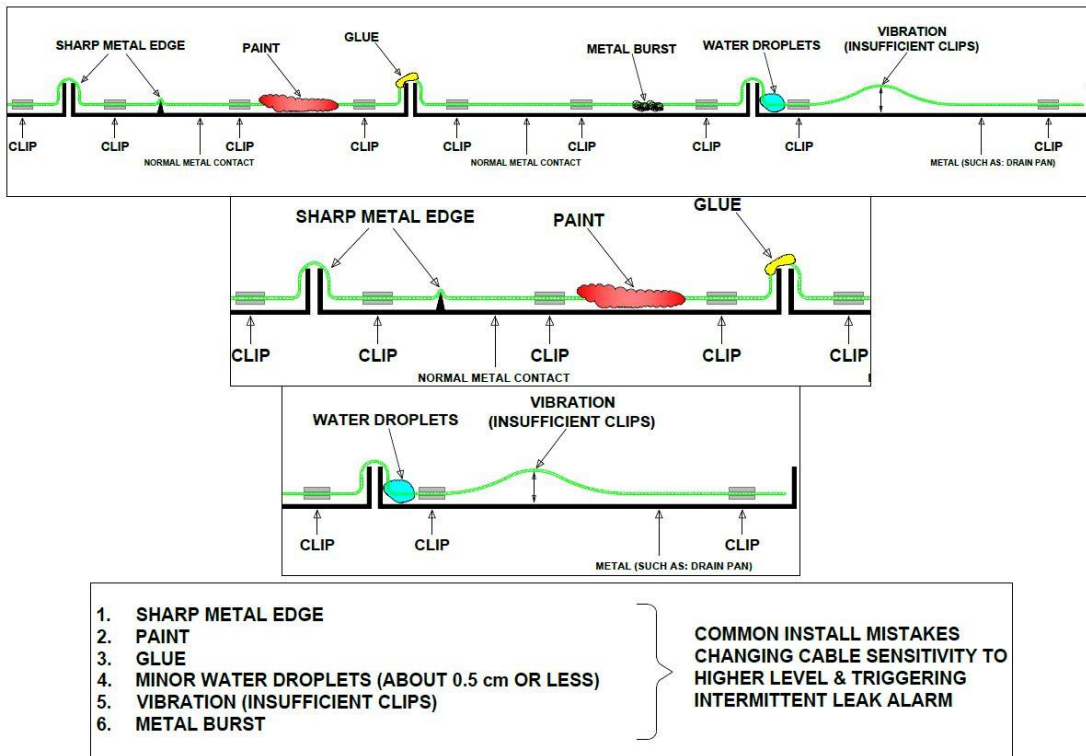 SHARP METAL EDGE
PAINT
GLUE
METAL BURST
WATER DROPLETS
VIBRATION
(INSUFFICIENT CLIPS)
CLIP
CLIP
NORMAL METAL CONTACT
CLIP
CLIP
CLIP
NORMAL METAL CONTACT
CLIP
CLIP
CLIP
METAL (SUCH AS: DRAIN PAN)
CLIP
SHARP METAL EDGE
PAINT
GLUE
CLIP
CLIP
NORMAL METAL CONTACT
CLIP
CLIP
CLIP
WATER DROPLETS
VIBRATION
(INSUFFICIENT CLIPS)
CLIP
CLIP
METAL (SUCH AS: DRAIN PAN)
CLIP
1. SHARP METAL EDGE
2. PAINT
3. GLUE
4. MINOR WATER DROPLETS (ABOUT 0.5 cm OR LESS)
5. VIBRATION (INSUFFICIENT CLIPS)
6. METAL BURST
COMMON INSTALL MISTAKES
CHANGING CABLE SENSITIVITY TO
HIGHER LEVEL & TRIGGERING
INTERMITTENT LEAK ALARM